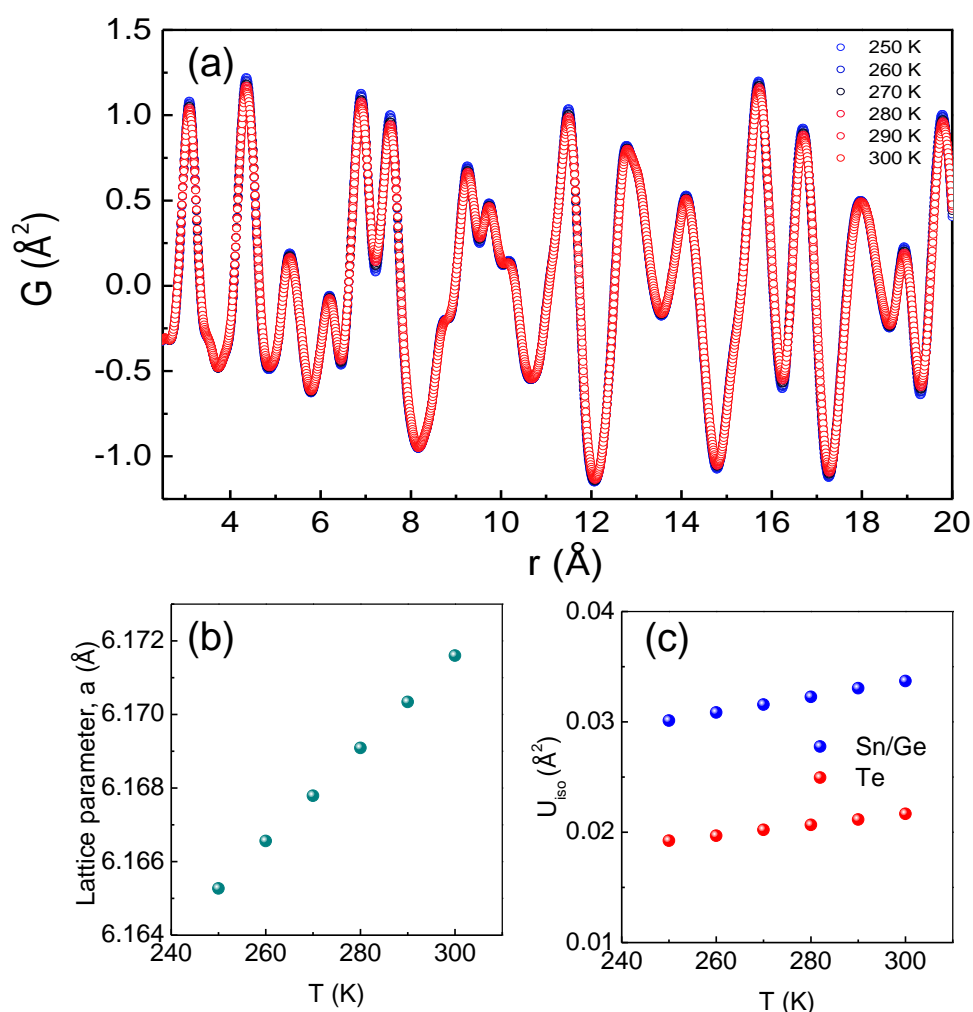 (a)
250 K
260 K
270 K
280 K
290 K
300 K
G (Å²)
1.5
1.0
0.5
0.0
-0.5
-1.0
4 6 8 10 12 14 16 18 20
r (Å)
(b)
Lattice parameter, a (Å)
6.172
6.170
6.168
6.166
6.164
240 260 280 300
T (K)
(c)
Uiso (Å²)
0.04
0.03
0.02
0.01
Sn/Ge
Te
240 260 280 300
T (K)